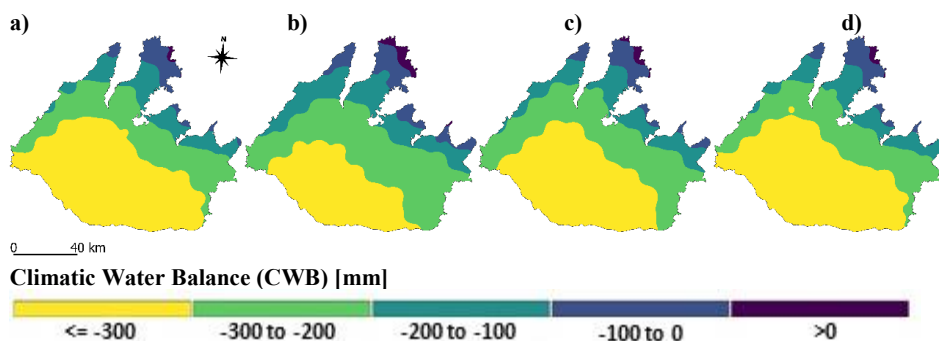 a) b) c) d)
N
0 40 km
Climatic Water Balance (CWB) [mm]
<= -300 -300 to -200 -200 to -100 -100 to 0 >0